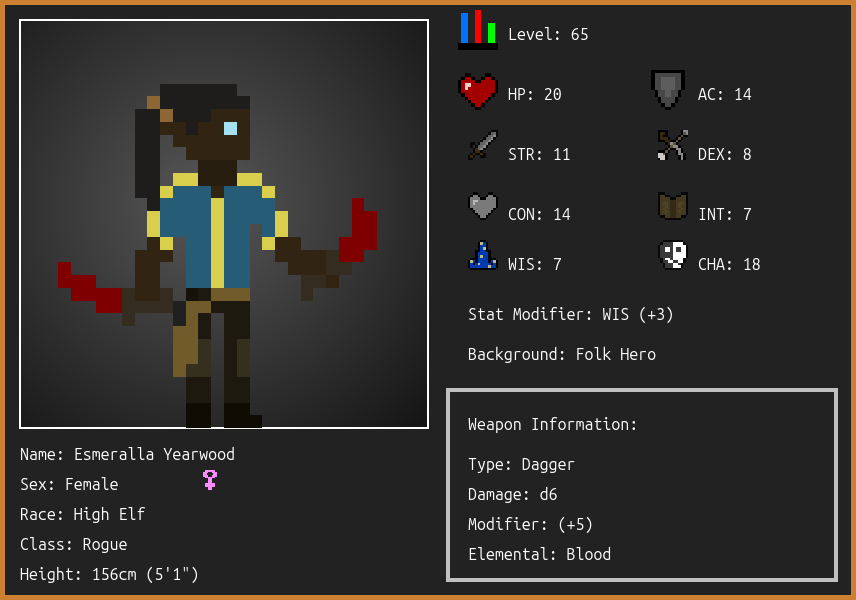 Level: 65
HP: 20
AC: 14
STR: 11
DEX: 8
CON: 14
INT: 7
WIS: 7
CHA: 18
Stat Modifier: WIS (+3)
Background: Folk Hero
Name: Esmeralla Yearwood
Sex: Female
Race: High Elf
Class: Rogue
Height: 156cm (5'1")
Weapon Information:
Type: Dagger
Damage: d6
Modifier: (+5)
Elemental: Blood